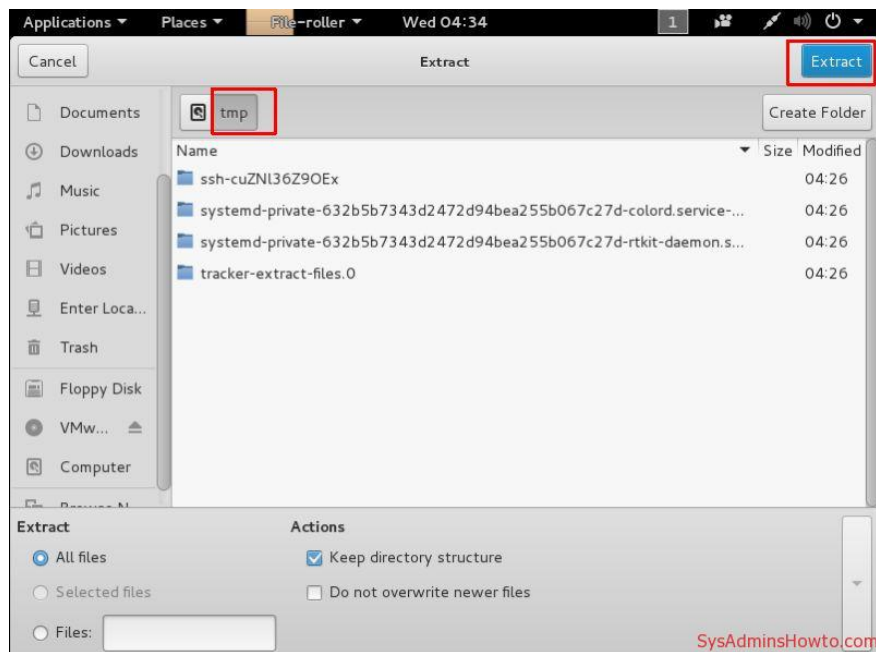 Applications Places File-roller Wed 04:34 1
Cancel Extract Extract
tmp Create Folder
Documents
Downloads
Music
Pictures
Videos
Enter Loca...
Trash
Floppy Disk
VMw...
Computer
Name Size Modified
ssh-cuZNl36Z9OEx 04:26
systemd-private-632b5b7343d2472d94bea255b067c27d-colord.service-... 04:26
systemd-private-632b5b7343d2472d94bea255b067c27d-rtkit-daemon.s... 04:26
tracker-extract-files.0 04:26
Extract
All files
Selected files
Files:
Actions
Keep directory structure
Do not overwrite newer files
SysAdminsHowto.com